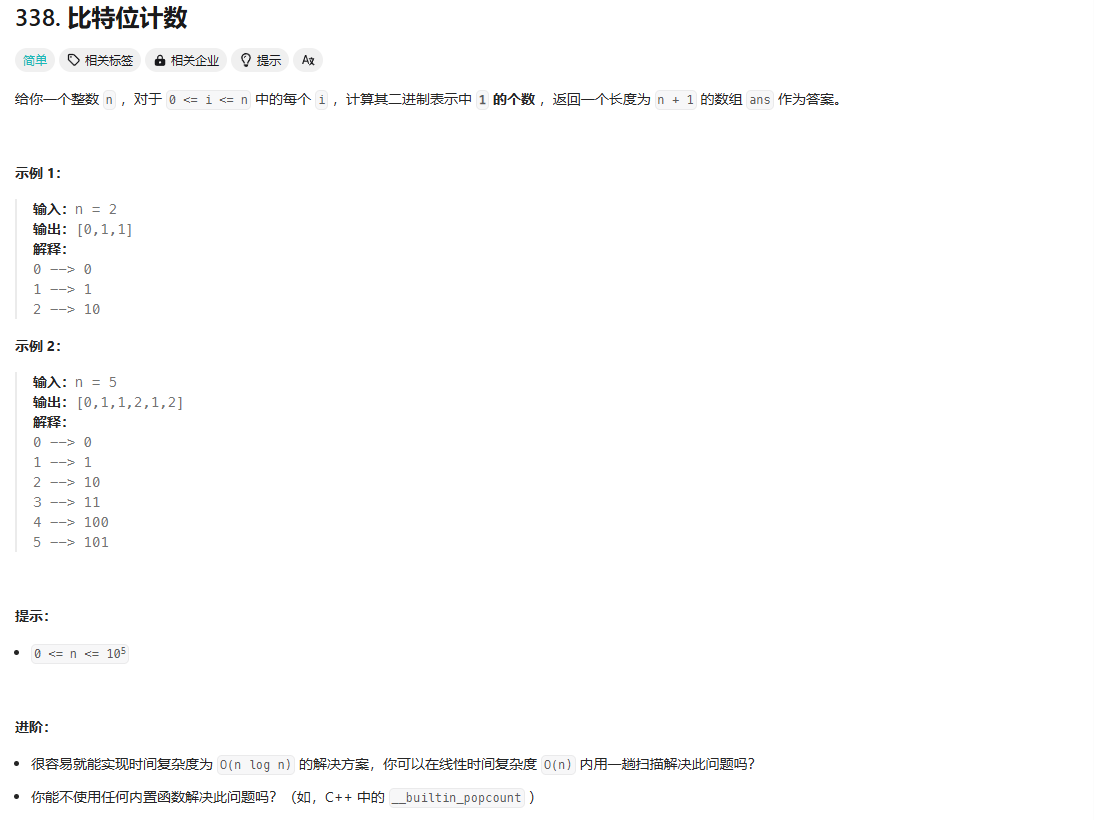 338. 比特位计数
简单 相关标签 相关企业 提示 Ax
给你一个整数 n ，对于 0 <= i <= n 中的每个 i ，计算其二进制表示中 1 的个数 ，返回一个长度为 n + 1 的数组 ans 作为答案。
示例 1：
输入：n = 2
输出：[0,1,1]
解释：
0 --> 0
1 --> 1
2 --> 10
示例 2：
输入：n = 5
输出：[0,1,1,2,1,2]
解释：
0 --> 0
1 --> 1
2 --> 10
3 --> 11
4 --> 100
5 --> 101
提示：
• 0 <= n <= 10⁵
进阶：
• 很容易就能实现时间复杂度为 O(n log n) 的解决方案，你可以在线性时间复杂度 O(n) 内用一趟扫描解决此问题吗？
• 你能不使用任何内置函数解决此问题吗？（如，C++ 中的 __builtin_popcount ）